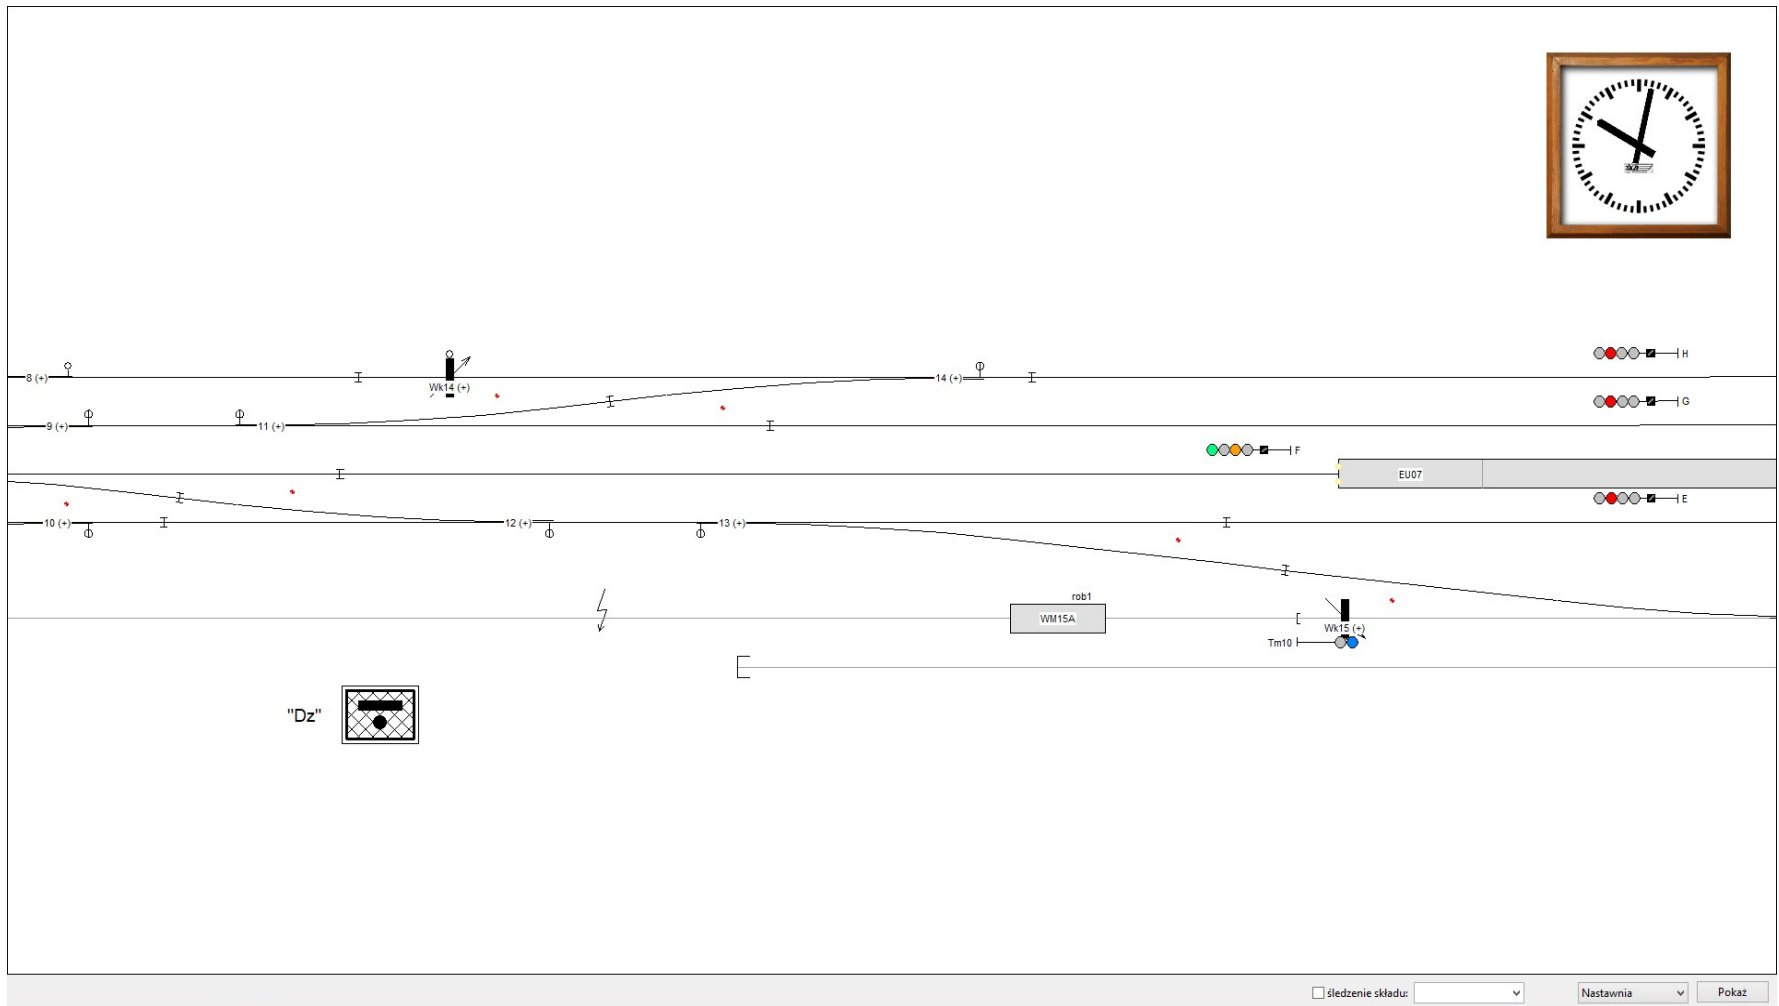 H
8 (+)
Wk14 (+)
14 (+)
G
9 (+)
11 (+)
F
EU07
E
10 (+)
12 (+)
13 (+)
rob1
WM15A
Wk15 (+)
Tm10
"Dz"
śledzenie składu:
Nastawnia
Pokaż